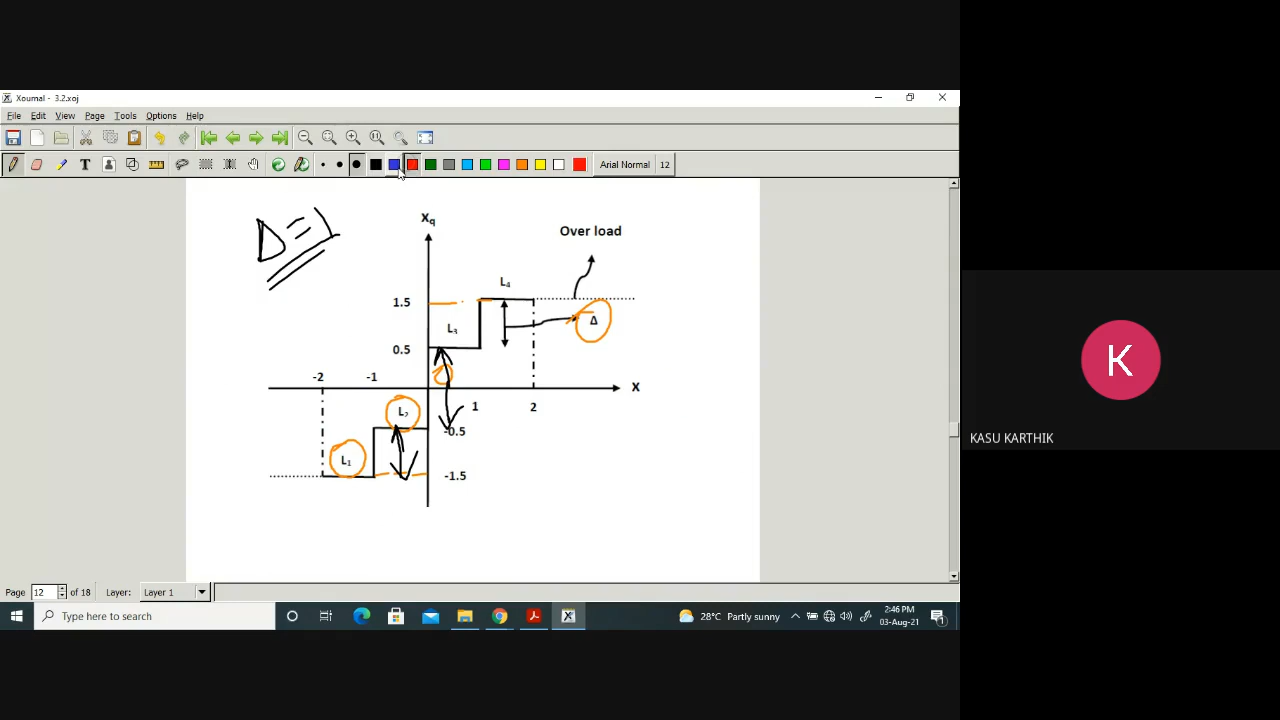 Xournal - 3.2.xoj
File Edit View Page Tools Options Help
Arial Normal 12
D=1
Xq
Over load
L4
1.5
L3
Δ
0.5
-2 -1
X
L2
1 2
-0.5
L1
-1.5
K
KASU KARTHIK
Page 12 of 18 Layer: Layer 1
Type here to search
28°C Partly sunny
2:46 PM
03-Aug-21
1